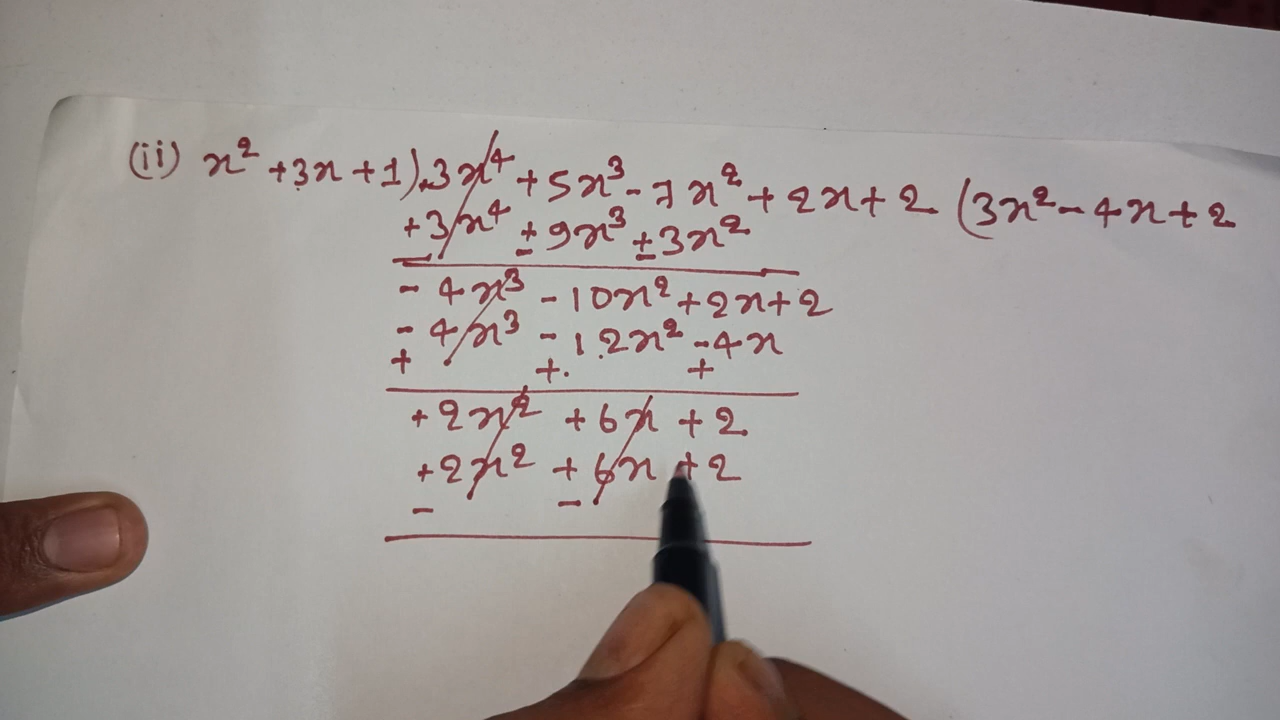 (ii) x² + 3x + 1) 3x⁴ + 5x³ - 7x² + 2x + 2 (3x² - 4x + 2
+3x⁴ + 9x³ + 3x²
- - -
- 4x³ - 10x² + 2x + 2
- 4x³ - 12x² - 4x
+ + +
+2x² + 6x + 2
+2x² + 6x + 2
- -